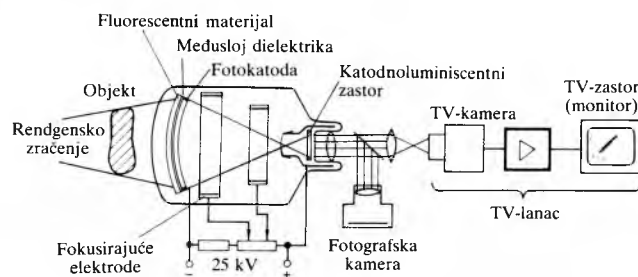 Fluorescentni materijal
Međusloj dielektrika
Fotokatoda
Objekt
Katodnoluminiscentni
zastor
TV-zastor
(monitor)
TV-kamera
Rendgensko
zračenje
TV-lanac
Fokusirajuće
elektrode
− 25 kV +
Fotografska
kamera